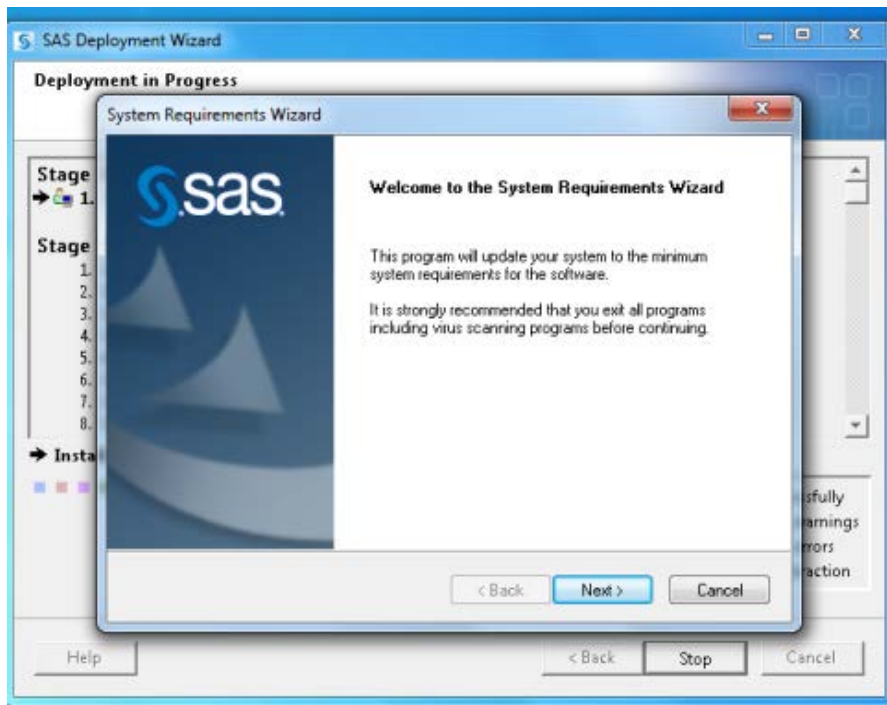 SAS Deployment Wizard
Deployment in Progress
System Requirements Wizard
Stage
1.
Stage
1.
2.
3.
4.
5.
6.
7.
8.
Insta
sas
Welcome to the System Requirements Wizard
This program will update your system to the minimum
system requirements for the software.
It is strongly recommended that you exit all programs
including virus scanning programs before continuing.
sfully
arnings
rrors
raction
< Back
Next >
Cancel
Help
< Back
Stop
Cancel